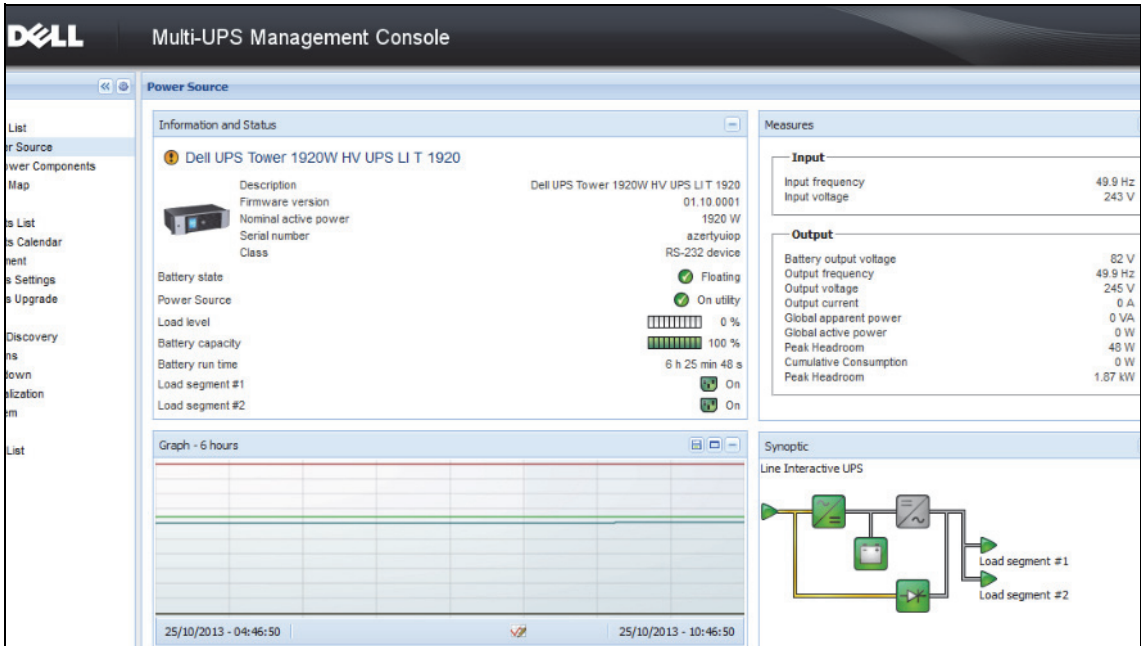 DELL
Multi-UPS Management Console
List
r Source
wer Components
Map
s List
s Calendar
ment
s Settings
s Upgrade
Discovery
ns
down
alization
em
List
Power Source
Information and Status
Dell UPS Tower 1920W HV UPS LI T 1920
Description Dell UPS Tower 1920W HV UPS LI T 1920
Firmware version 01.10.0001
Nominal active power 1920 W
Serial number azertyuiop
Class RS-232 device
Battery state Floating
Power Source On utility
Load level 0 %
Battery capacity 100 %
Battery run time 6 h 25 min 48 s
Load segment #1 On
Load segment #2 On
Measures
Input
Input frequency 49.9 Hz
Input voltage 243 V
Output
Battery output voltage 82 V
Output frequency 49.9 Hz
Output voltage 245 V
Output current 0 A
Global apparent power 0 VA
Global active power 0 W
Peak Headroom 48 W
Cumulative Consumption 0 W
Peak Headroom 1.87 kW
Graph - 6 hours
25/10/2013 - 04:46:50 25/10/2013 - 10:46:50
Synoptic
Line Interactive UPS
Load segment #1
Load segment #2